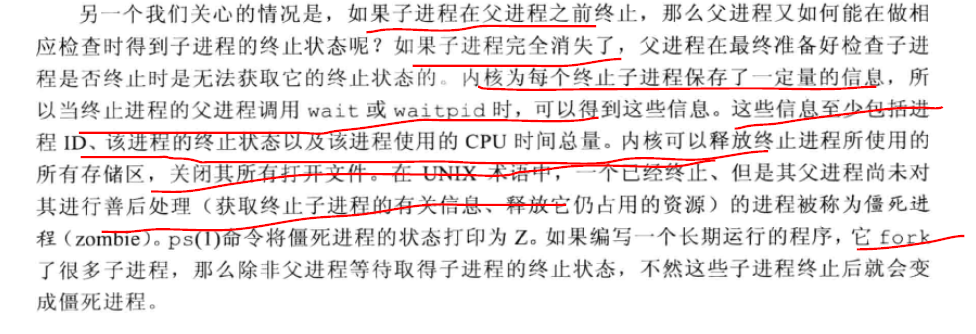 另一个我们关心的情况是，如果子进程在父进程之前终止，那么父进程又如何能在做相
应检查时得到子进程的终止状态呢？如果子进程完全消失了，父进程在最终准备好检查子进
程是否终止时是无法获取它的终止状态的。内核为每个终止子进程保存了一定量的信息，所
以当终止进程的父进程调用 wait 或 waitpid 时，可以得到这些信息。这些信息至少包括进
程 ID、该进程的终止状态以及该进程使用的 CPU 时间总量。内核可以释放终止进程所使用的
所有存储区，关闭其所有打开文件。在 UNIX 术语中，一个已经终止、但是其父进程尚未对
其进行善后处理（获取终止子进程的有关信息、释放它仍占用的资源）的进程被称为僵死进
程（zombie）。ps(1)命令将僵死进程的状态打印为 Z。如果编写一个长期运行的程序，它 fork
了很多子进程，那么除非父进程等待取得子进程的终止状态，不然这些子进程终止后就会变
成僵死进程。